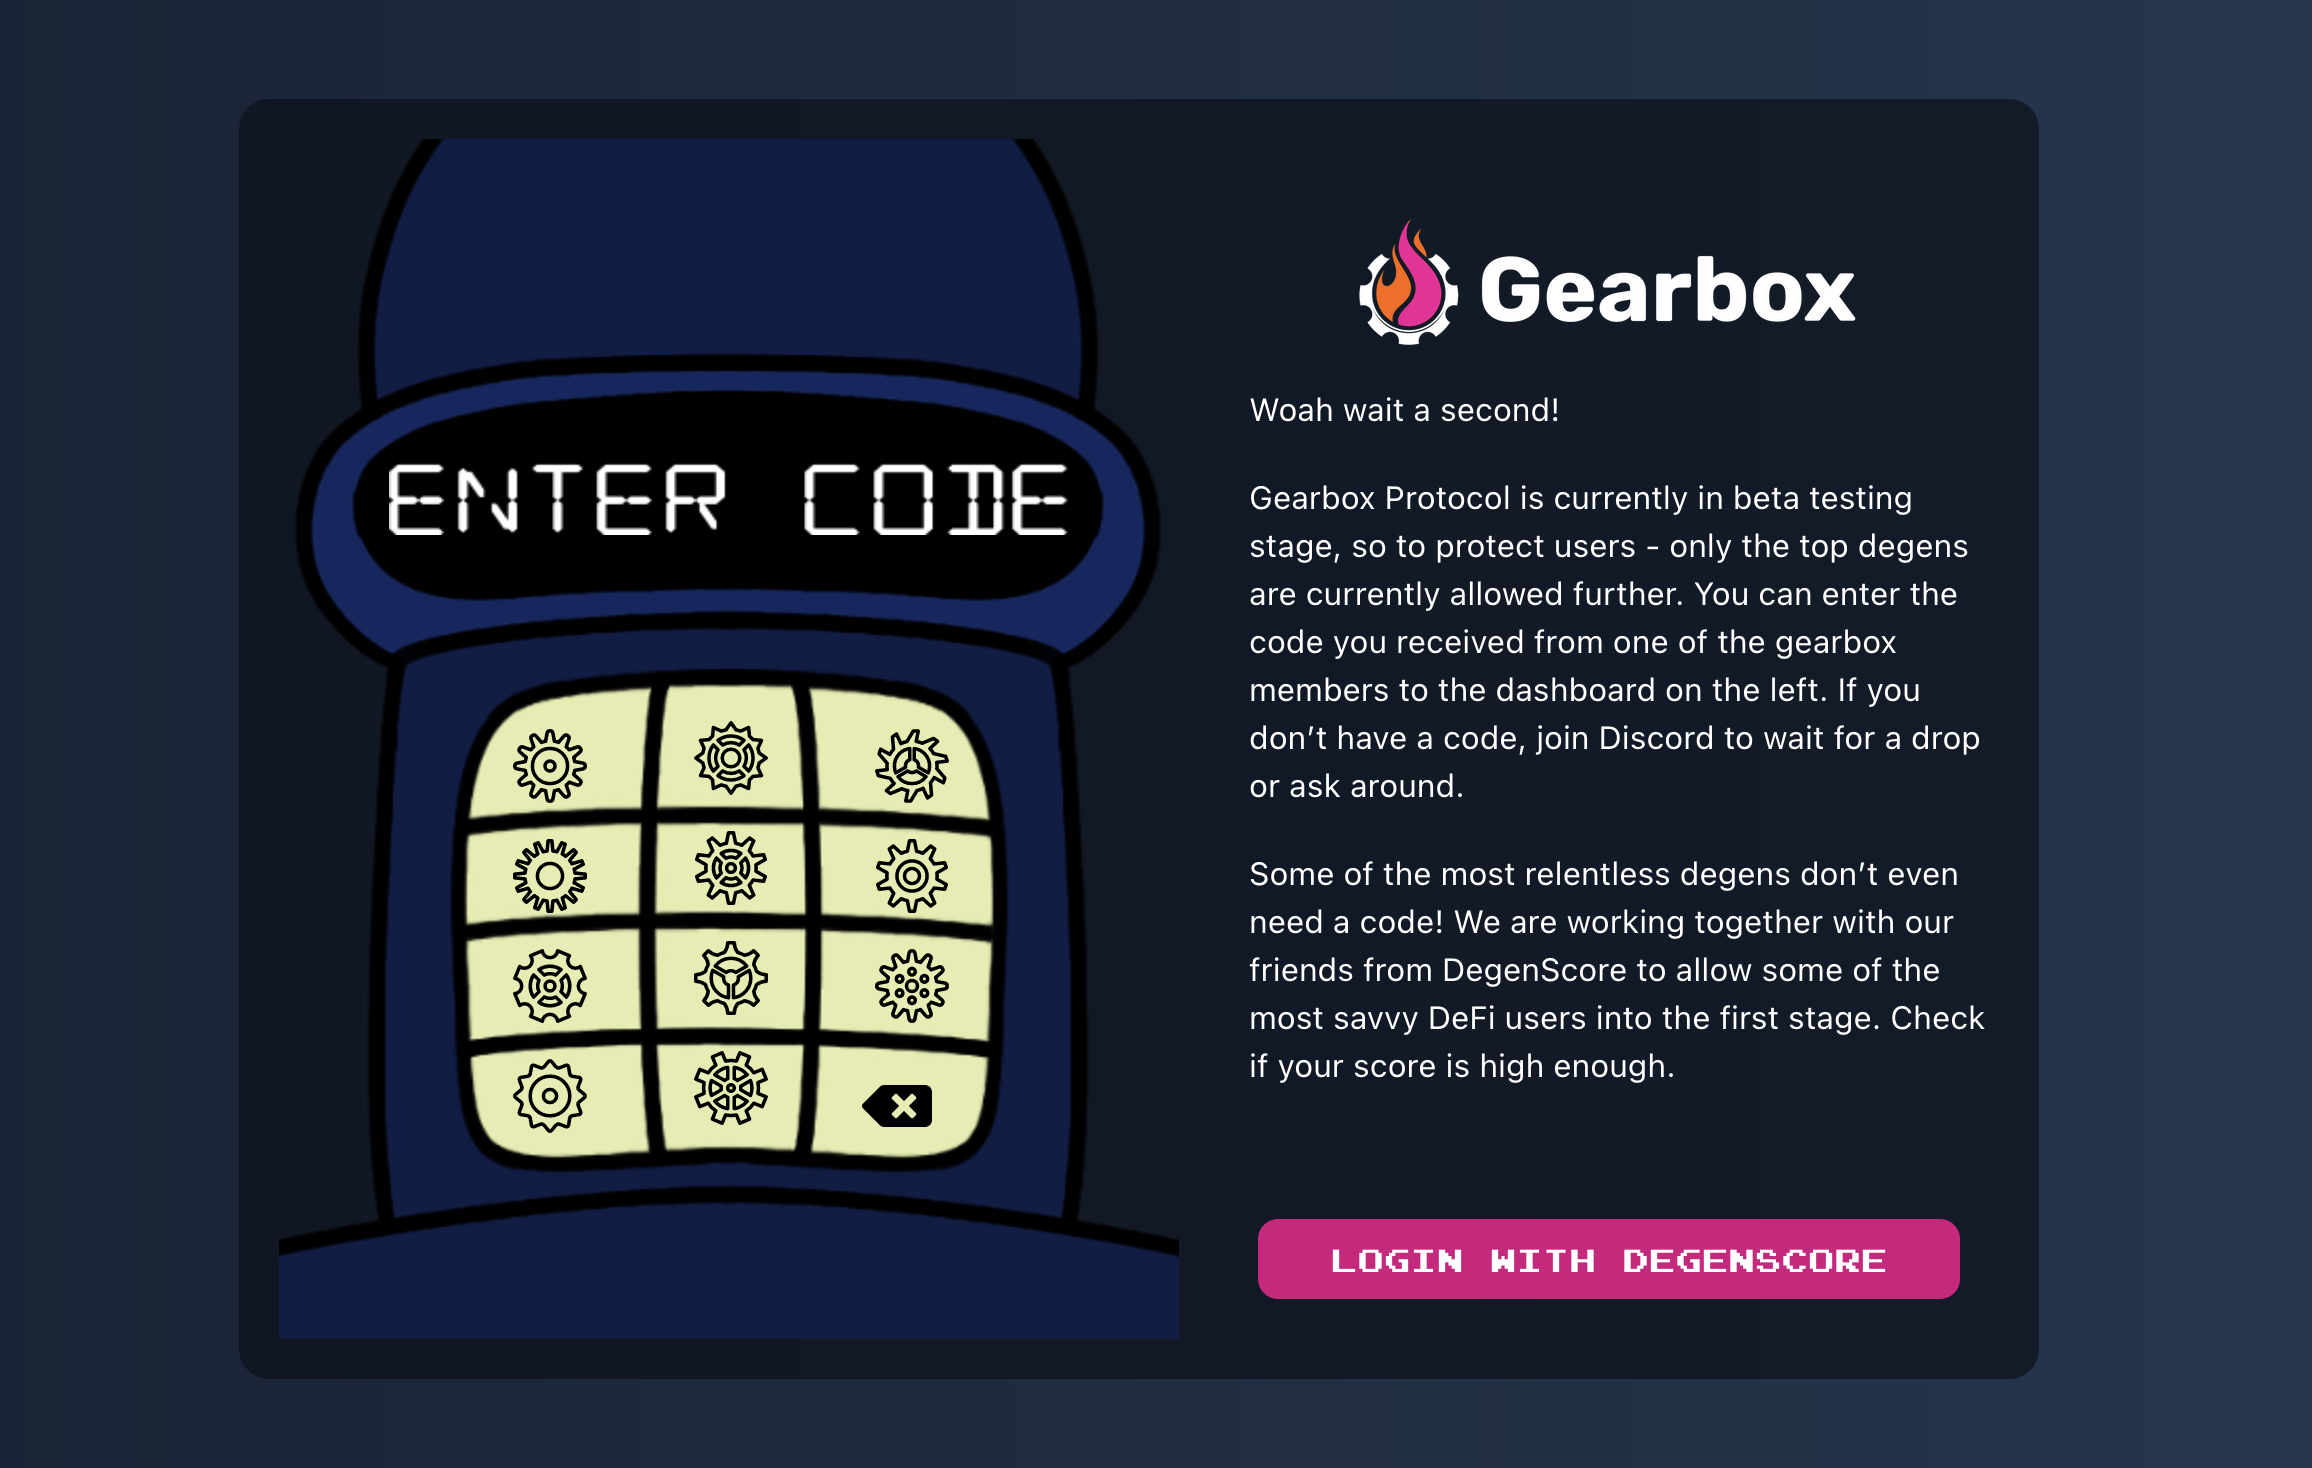 ENTER CODE
Gearbox
Woah wait a second!
Gearbox Protocol is currently in beta testing
stage, so to protect users - only the top degens
are currently allowed further. You can enter the
code you received from one of the gearbox
members to the dashboard on the left. If you
don’t have a code, join Discord to wait for a drop
or ask around.
Some of the most relentless degens don’t even
need a code! We are working together with our
friends from DegenScore to allow some of the
most savvy DeFi users into the first stage. Check
if your score is high enough.
LOGIN WITH DEGENSCORE